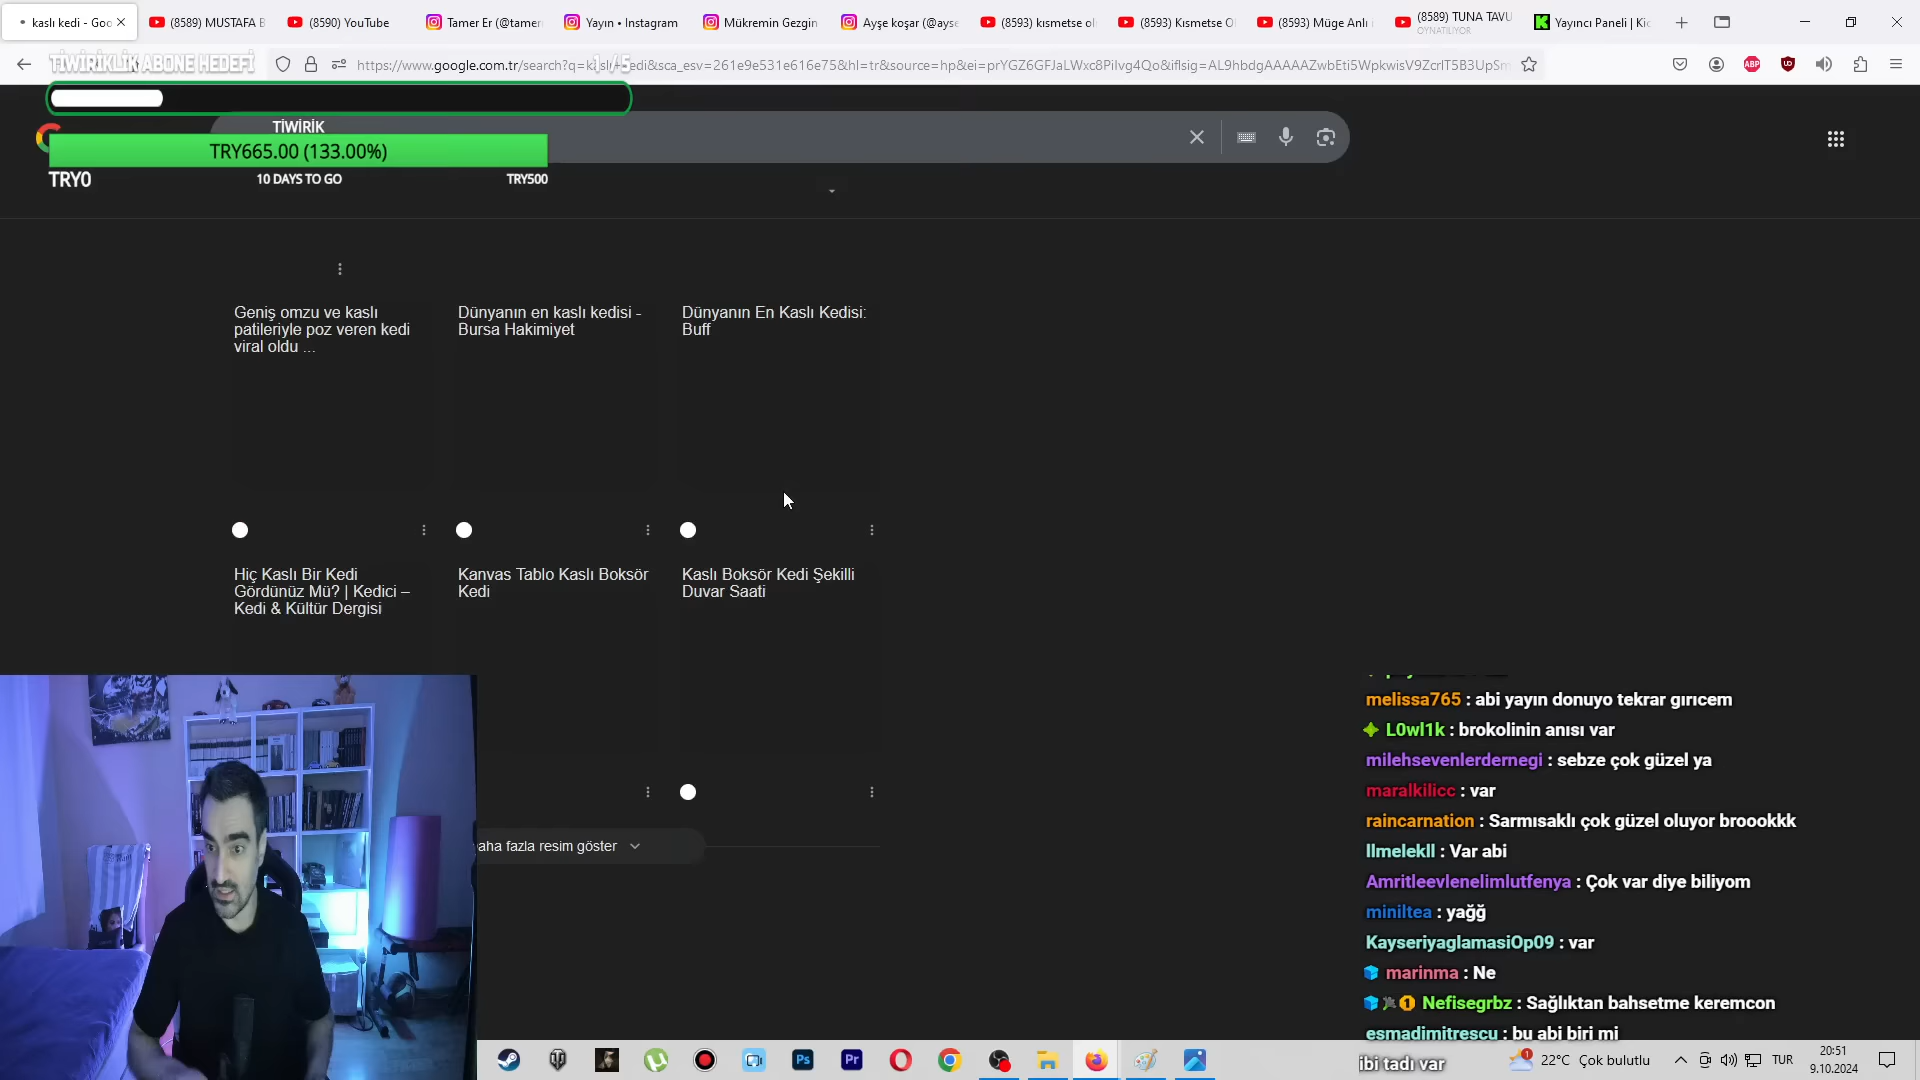 kaslı kedi - Goo
(8589) MUSTAFA B
(8590) YouTube
Tamer Er (@tamer
Yayın • Instagram
Mükremin Gezgin
Ayşe koşar (@ayse
(8593) kısmetse ol
(8593) Kısmetse Ol
(8593) Müge Anlı
(8589) TUNA TAVU
OYNATILIYOR
Yayıncı Paneli | Kic
TİWİRİKLİK ABONE HEDEFİ
1 / 5
TİWİRİK
TRY665.00 (133.00%)
TRY0
10 DAYS TO GO
TRY500
Geniş omzu ve kaslı
patileriyle poz veren kedi
viral oldu ...
Dünyanın en kaslı kedisi -
Bursa Hakimiyet
Dünyanın En Kaslı Kedisi:
Buff
Hiç Kaslı Bir Kedi
Gördünüz Mü? | Kedici –
Kedi & Kültür Dergisi
Kanvas Tablo Kaslı Boksör
Kedi
Kaslı Boksör Kedi Şekilli
Duvar Saati
aha fazla resim göster
melissa765 : abi yayın donuyo tekrar gırıcem
L0wl1k : brokolinin anısı var
milehsevenlerdernegi : sebze çok güzel ya
maralkilicc : var
raincarnation : Sarmısaklı çok güzel oluyor broookkk
llmelekll : Var abi
Amritleevlenelimlutfenya : Çok var diye biliyom
miniltea : yağğ
KayseriyaglamasiOp09 : var
marinma : Ne
Nefisegrbz : Sağlıktan bahsetme keremcon
esmadimitrescu : bu abi biri mi
ibi tadı var
22°C Çok bulutlu
TUR
20:51
9.10.2024